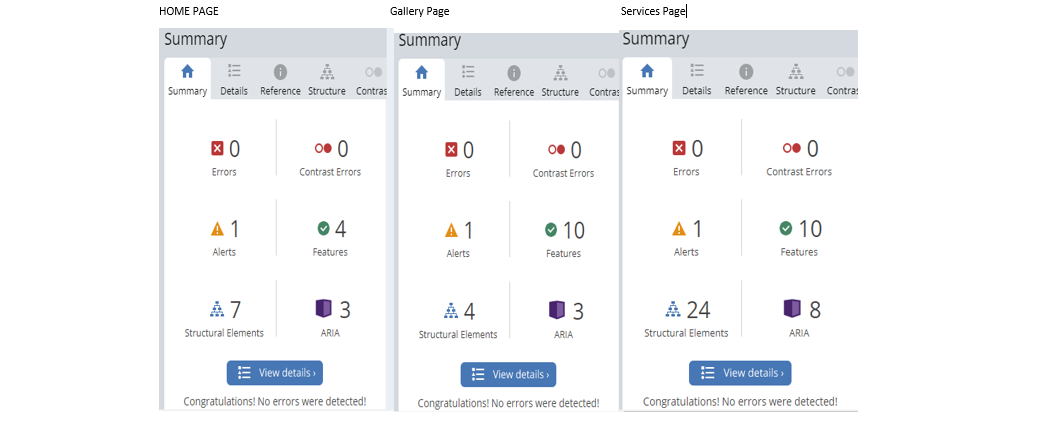 HOME PAGE
Gallery Page
Services Page
Summary
Summary Details Reference Structure Contras
0 0
Errors Contrast Errors
1 4
Alerts Features
7 3
Structural Elements ARIA
View details ›
Congratulations! No errors were detected!
Summary
Summary Details Reference Structure Contras
0 0
Errors Contrast Errors
1 10
Alerts Features
4 3
Structural Elements ARIA
View details ›
Congratulations! No errors were detected!
Summary
Summary Details Reference Structure Contras
0 0
Errors Contrast Errors
1 10
Alerts Features
24 8
Structural Elements ARIA
View details ›
Congratulations! No errors were detected!